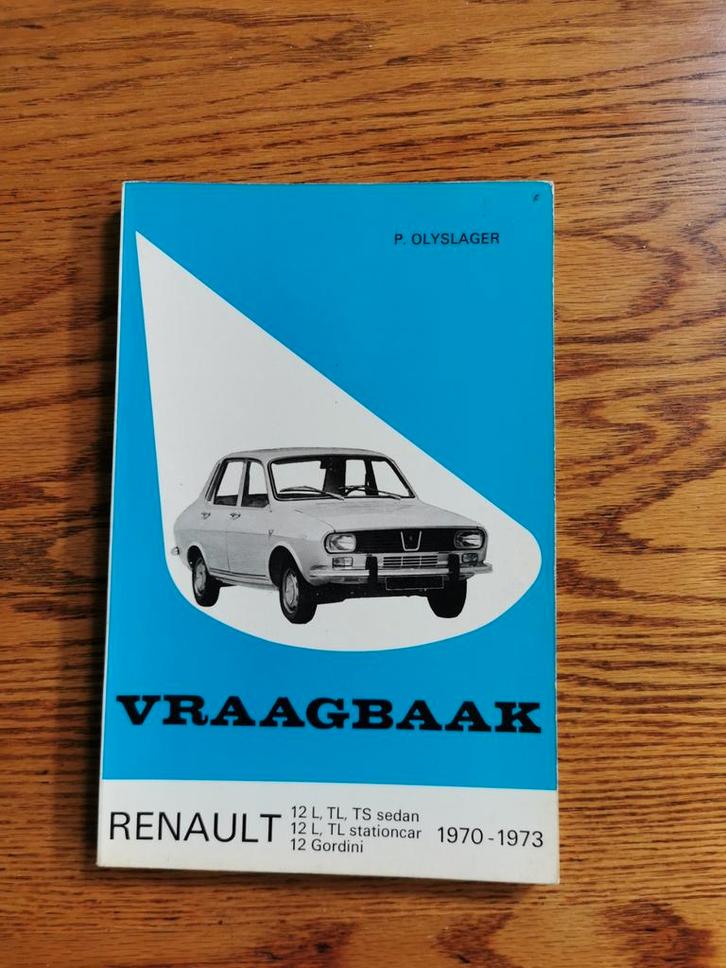 P. OLYSLAGER
VRAAGBAAK
RENAULT
12 L, TL, TS sedan
12 L, TL stationcar
12 Gordini
1970-1973